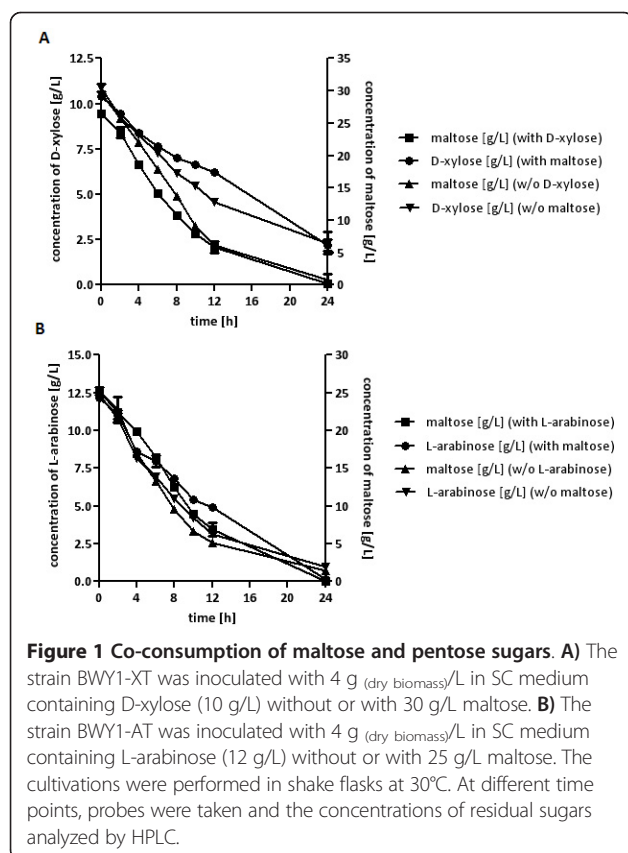 A
12.5
10.0
7.5
5.0
2.5
0.0
concentration of D-xylose [g/L]
35
30
25
20
15
10
5
0
concentration of maltose [g/L]
0 4 8 12 16 20 24
time [h]
maltose [g/L] (with D-xylose)
D-xylose [g/L] (with maltose)
maltose [g/L] (w/o D-xylose)
D-xylose [g/L] (w/o maltose)
B
15.0
12.5
10.0
7.5
5.0
2.5
0.0
concentration of L-arabinose [g/L]
30
25
20
15
10
5
0
concentration of maltose [g/L]
0 4 8 12 16 20 24
time [h]
maltose [g/L] (with L-arabinose)
L-arabinose [g/L] (with maltose)
maltose [g/L] (w/o L-arabinose)
L-arabinose [g/L] (w/o maltose)
Figure 1 Co-consumption of maltose and pentose sugars. A) The
strain BWY1-XT was inoculated with 4 g (dry biomass)/L in SC medium
containing D-xylose (10 g/L) without or with 30 g/L maltose. B) The
strain BWY1-AT was inoculated with 4 g (dry biomass)/L in SC medium
containing L-arabinose (12 g/L) without or with 25 g/L maltose. The
cultivations were performed in shake flasks at 30°C. At different time
points, probes were taken and the concentrations of residual sugars
analyzed by HPLC.